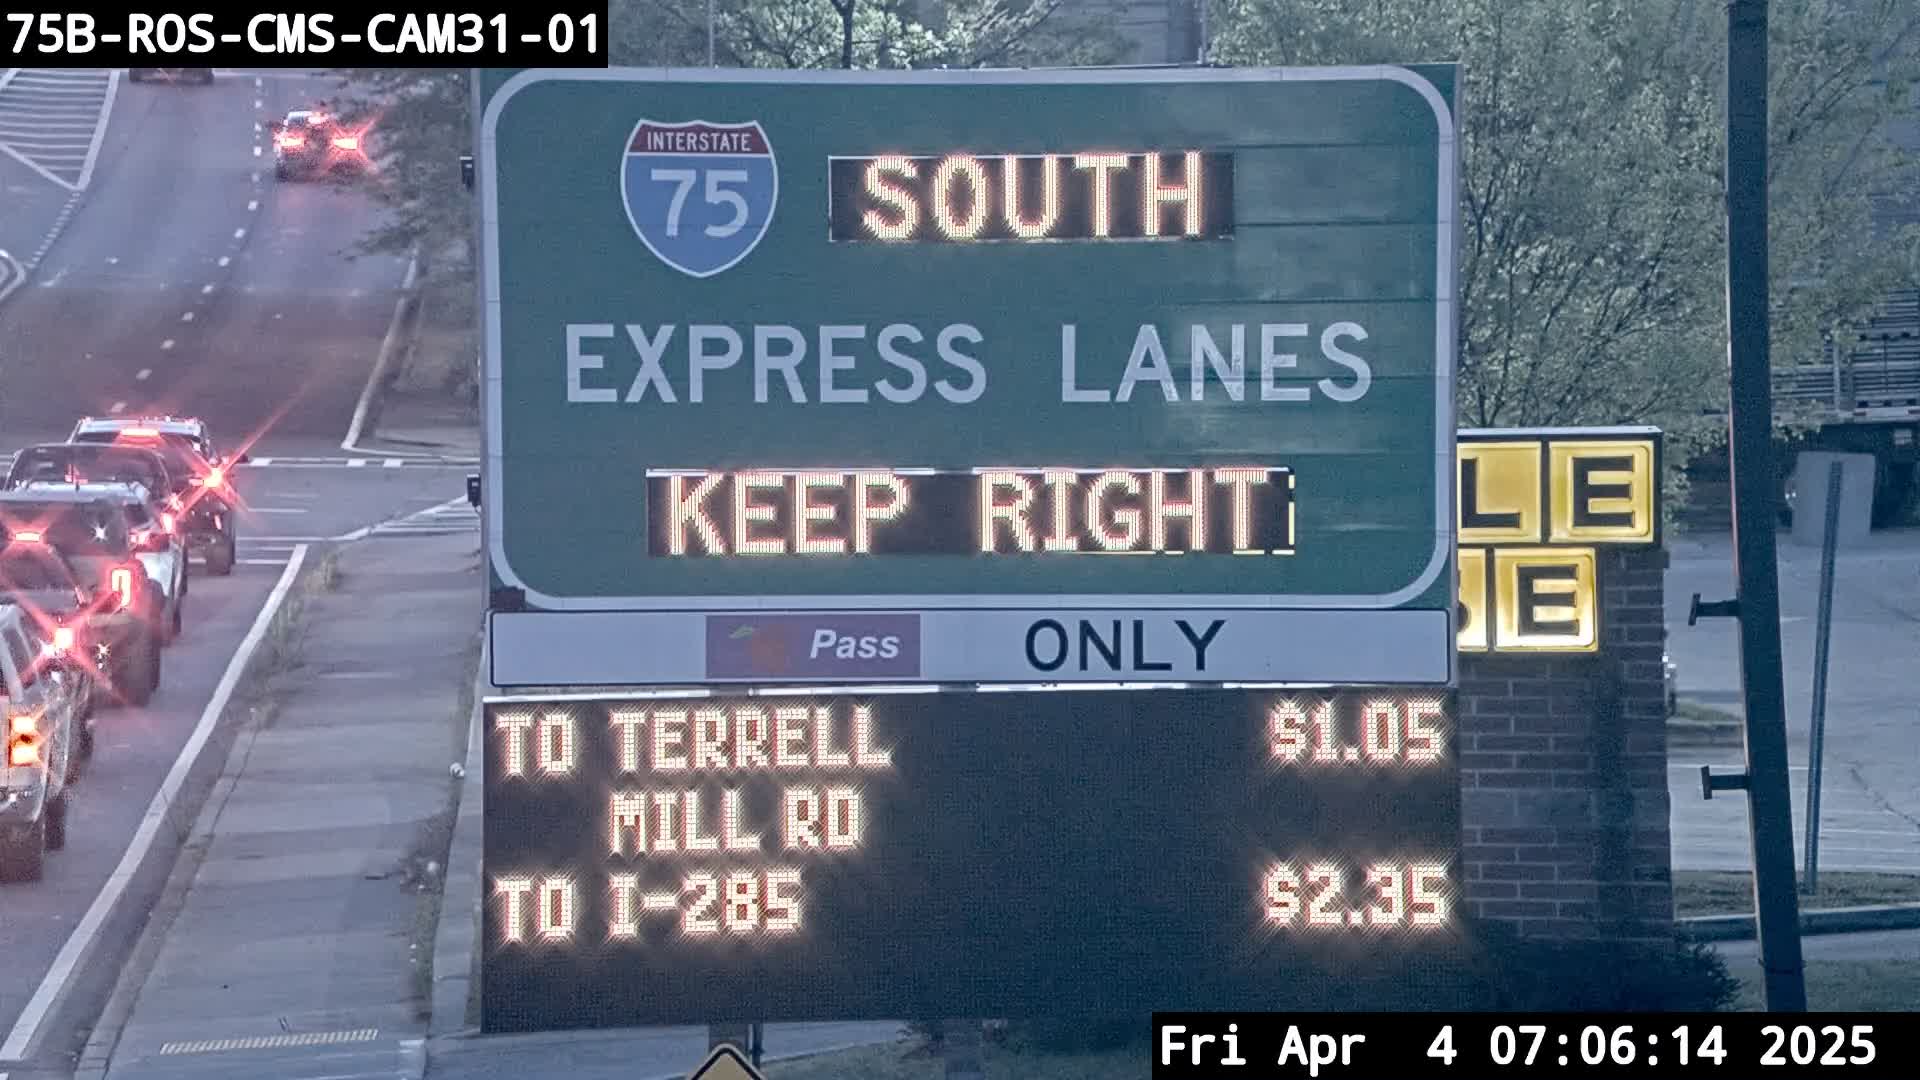 75B-ROS-CMS-CAM31-01
INTERSTATE
75
SOUTH
EXPRESS LANES
KEEP RIGHT
Pass ONLY
TO TERRELL $1.05
MILL RD
TO I-285 $2.35
LE
E
Fri Apr 4 07:06:14 2025